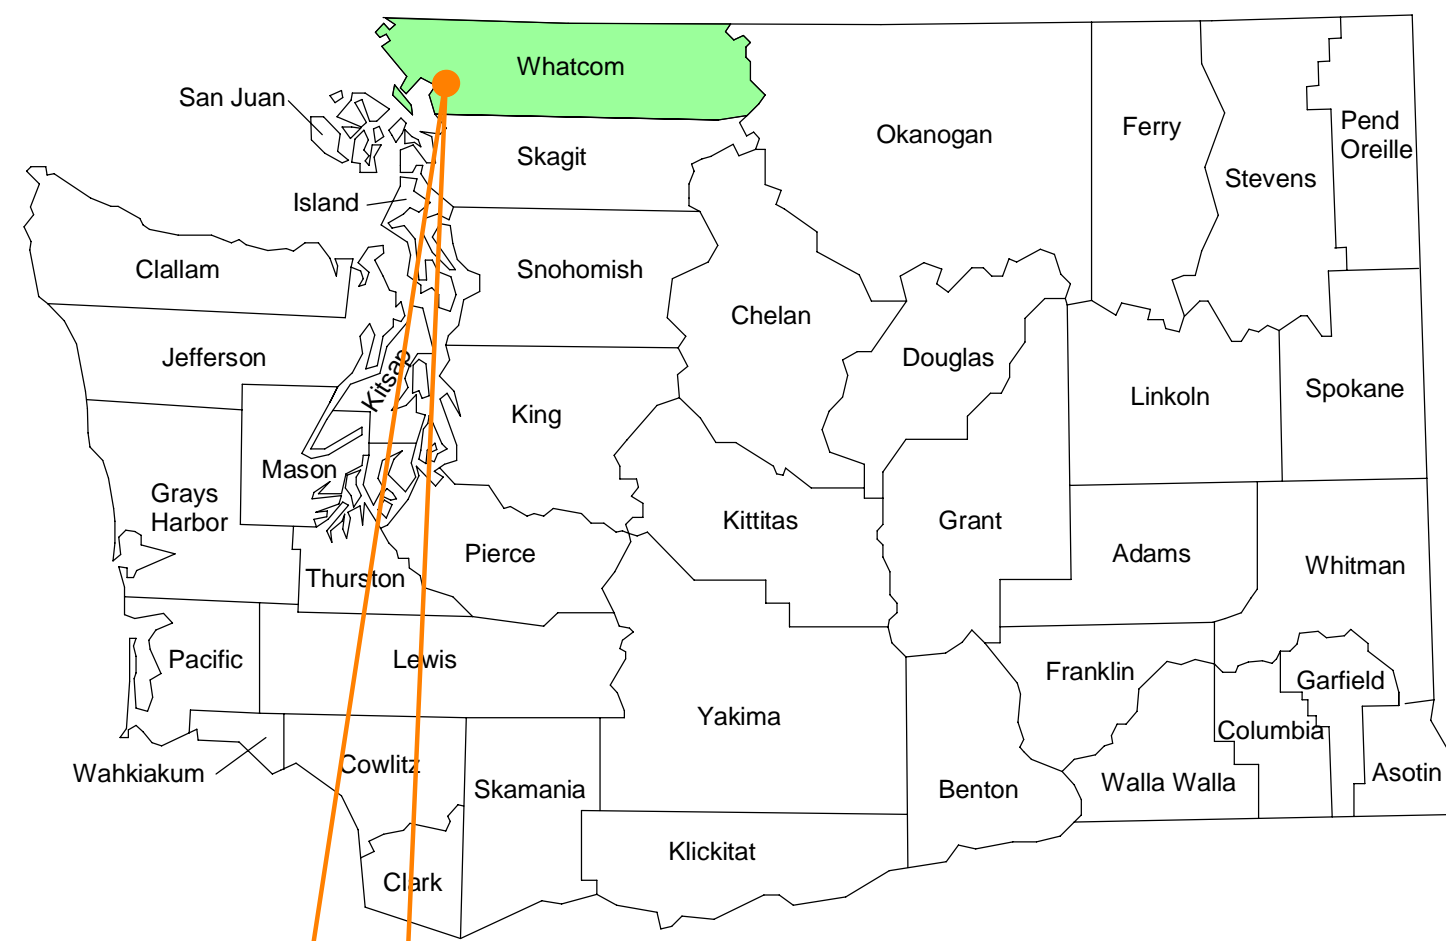 Whatcom
San Juan
Okanogan
Ferry
Pend
Oreille
Skagit
Stevens
Island
Clallam
Snohomish
Chelan
Jefferson
Kitsap
Douglas
King
Linkoln
Spokane
Mason
Grays
Harbor
Kittitas
Grant
Pierce
Adams
Whitman
Thurston
Pacific
Lewis
Franklin
Garfield
Yakima
Columbia
Wahkiakum
Cowlitz
Skamania
Benton
Walla Walla
Asotin
Klickitat
Clark